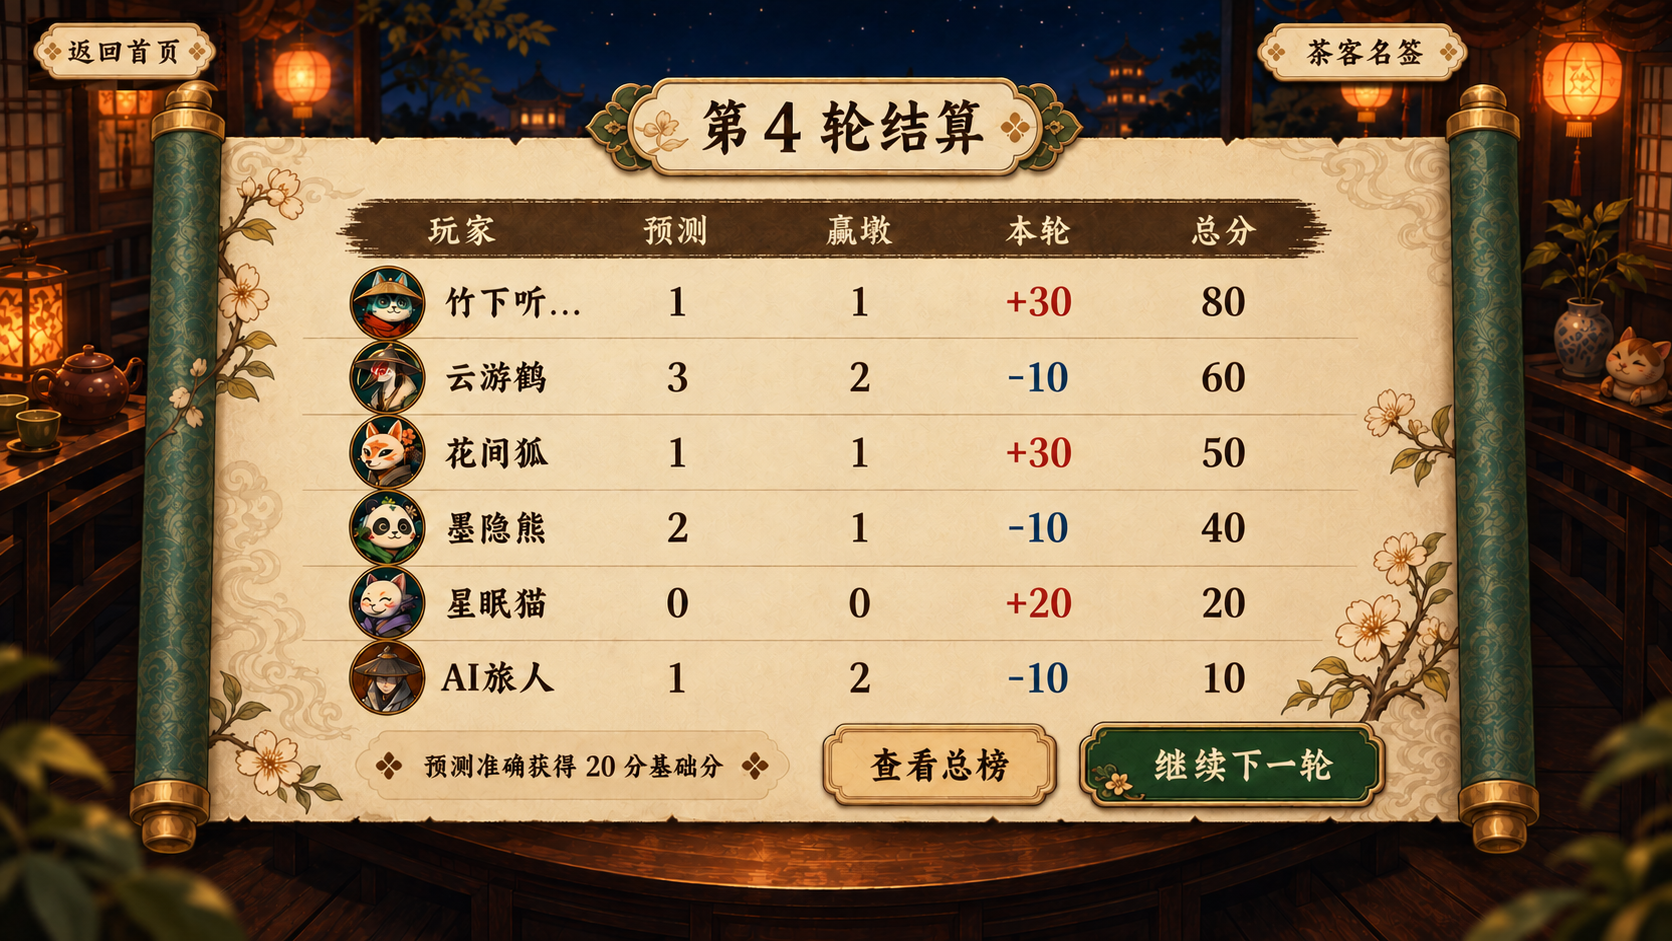 返回首页
茶客名签
第4轮结算
玩家 预测 赢墩 本轮 总分
竹下听... 1 1 +30 80
云游鹤 3 2 -10 60
花间狐 1 1 +30 50
墨隐熊 2 1 -10 40
星眠猫 0 0 +20 20
AI旅人 1 2 -10 10
预测准确获得 20 分基础分
查看总榜
继续下一轮